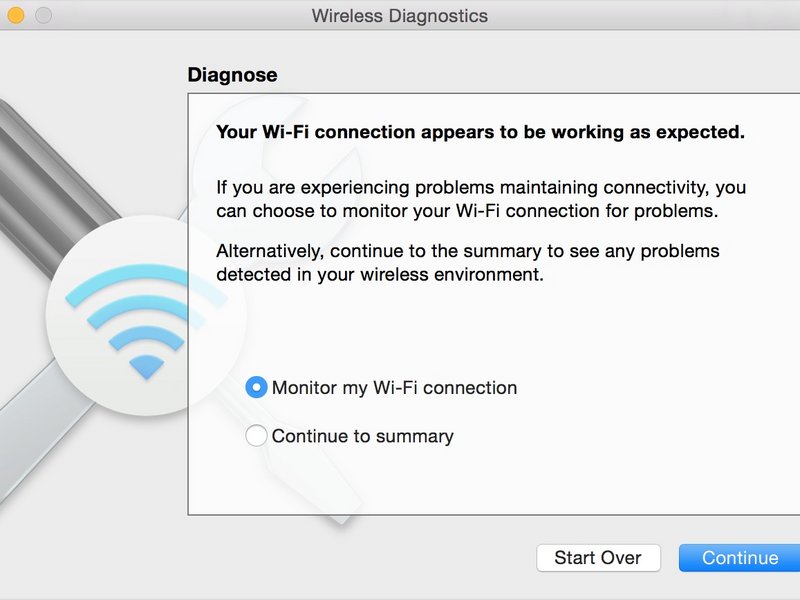 Wireless Diagnostics
Diagnose
Your Wi-Fi connection appears to be working as expected.
If you are experiencing problems maintaining connectivity, you
can choose to monitor your Wi-Fi connection for problems.
Alternatively, continue to the summary to see any problems
detected in your wireless environment.
Monitor my Wi-Fi connection
Continue to summary
Start Over
Continue